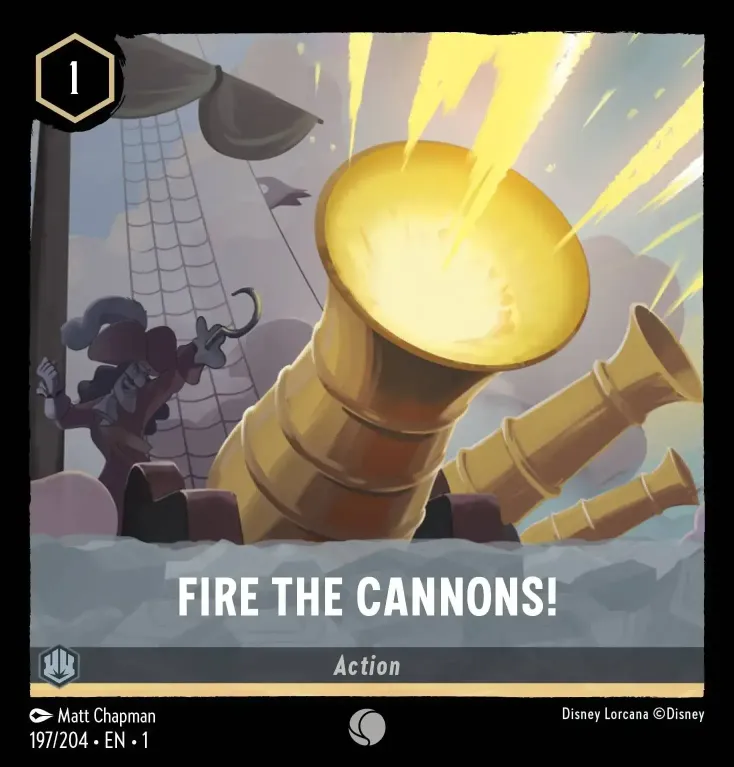 1
FIRE THE CANNONS!
Action
Matt Chapman
Disney Lorcana ©Disney
197/204 • EN • 1